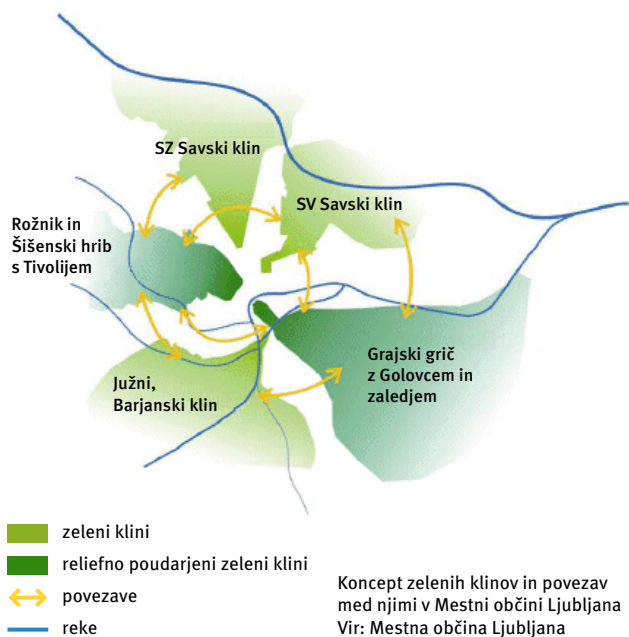 SZ Savski klin
SV Savski klin
Rožnik in
Šišenski hrib
s Tivolijem
Grajski grič
z Golovcem in
zaledjem
Južni,
Barjanski klin
zeleni klini
reliefno poudarjeni zeleni klini
povezave
reke
Koncept zelenih klinov in povezav
med njimi v Mestni občini Ljubljana
Vir: Mestna občina Ljubljana